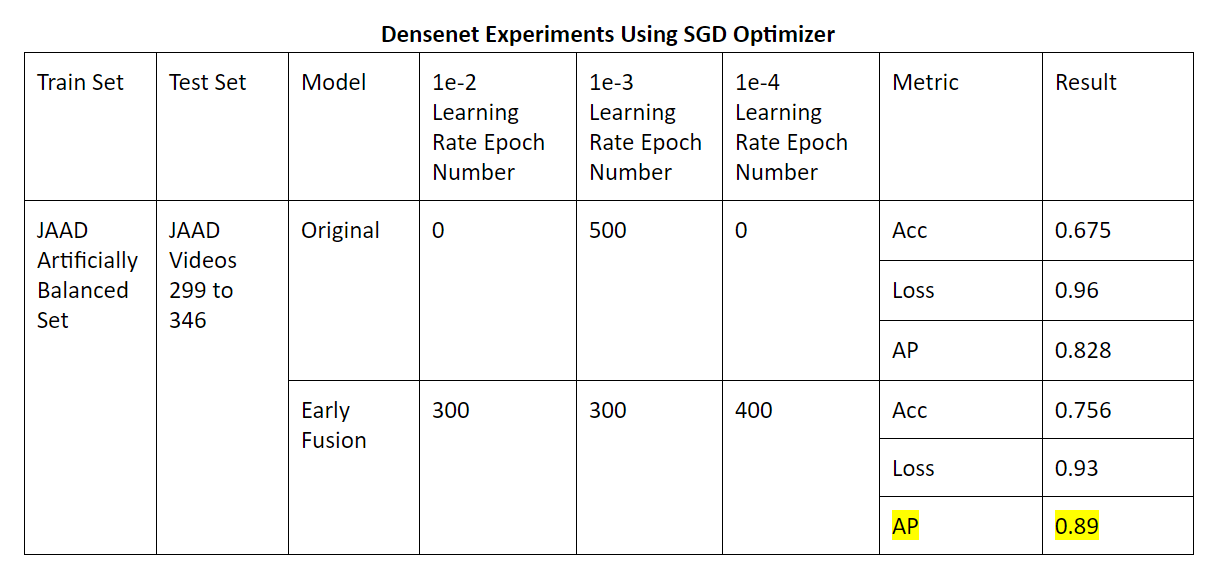 Densenet Experiments Using SGD Optimizer
Train Set
Test Set
Model
1e-2
Learning
Rate Epoch
Number
1e-3
Learning
Rate Epoch
Number
1e-4
Learning
Rate Epoch
Number
Metric
Result
JAAD
Artificially
Balanced
Set
JAAD
Videos
299 to
346
Original
0
500
0
Acc
0.675
Loss
0.96
AP
0.828
Early
Fusion
300
300
400
Acc
0.756
Loss
0.93
AP
0.89